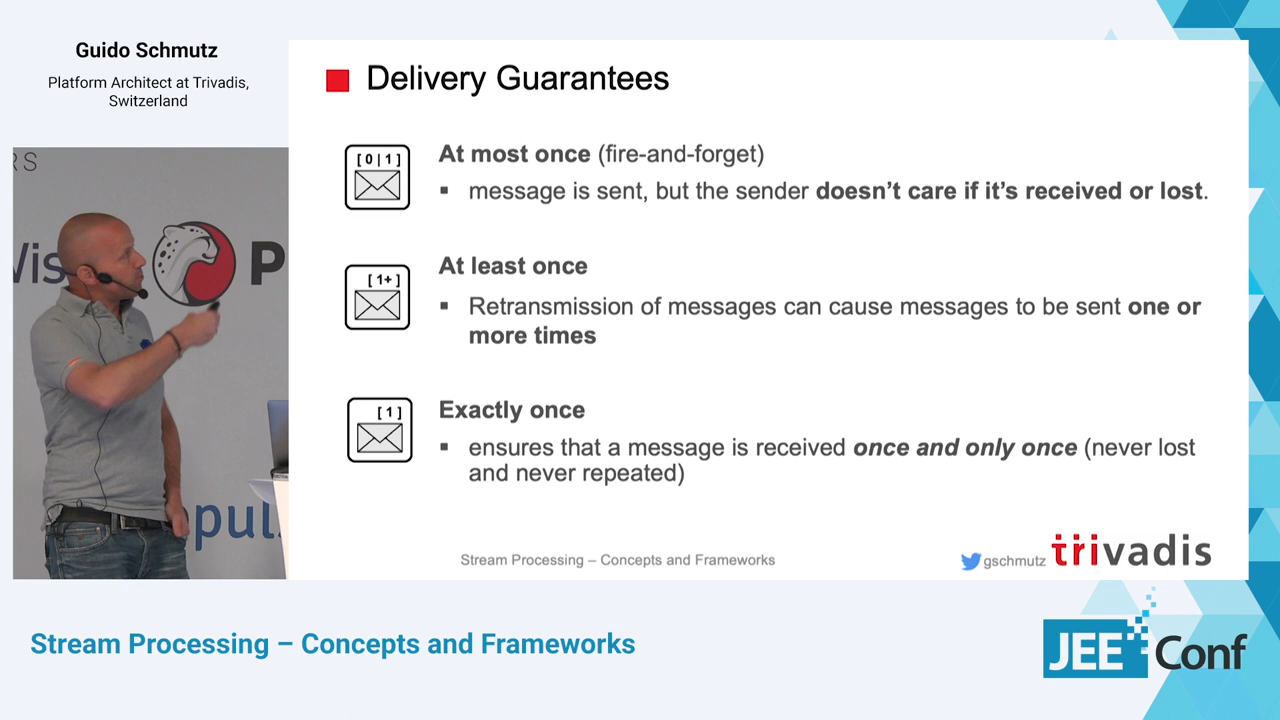 Guido Schmutz
Platform Architect at Trivadis,
Switzerland
RS
Vis
P
pul
Delivery Guarantees
[ 0 | 1 ]
At most once (fire-and-forget)
▪ message is sent, but the sender doesn’t care if it’s received or lost.
[ 1+ ]
At least once
▪ Retransmission of messages can cause messages to be sent one or
more times
[ 1 ]
Exactly once
▪ ensures that a message is received once and only once (never lost
and never repeated)
Stream Processing – Concepts and Frameworks
gschmutz
trivadis
Stream Processing – Concepts and Frameworks
JEE Conf